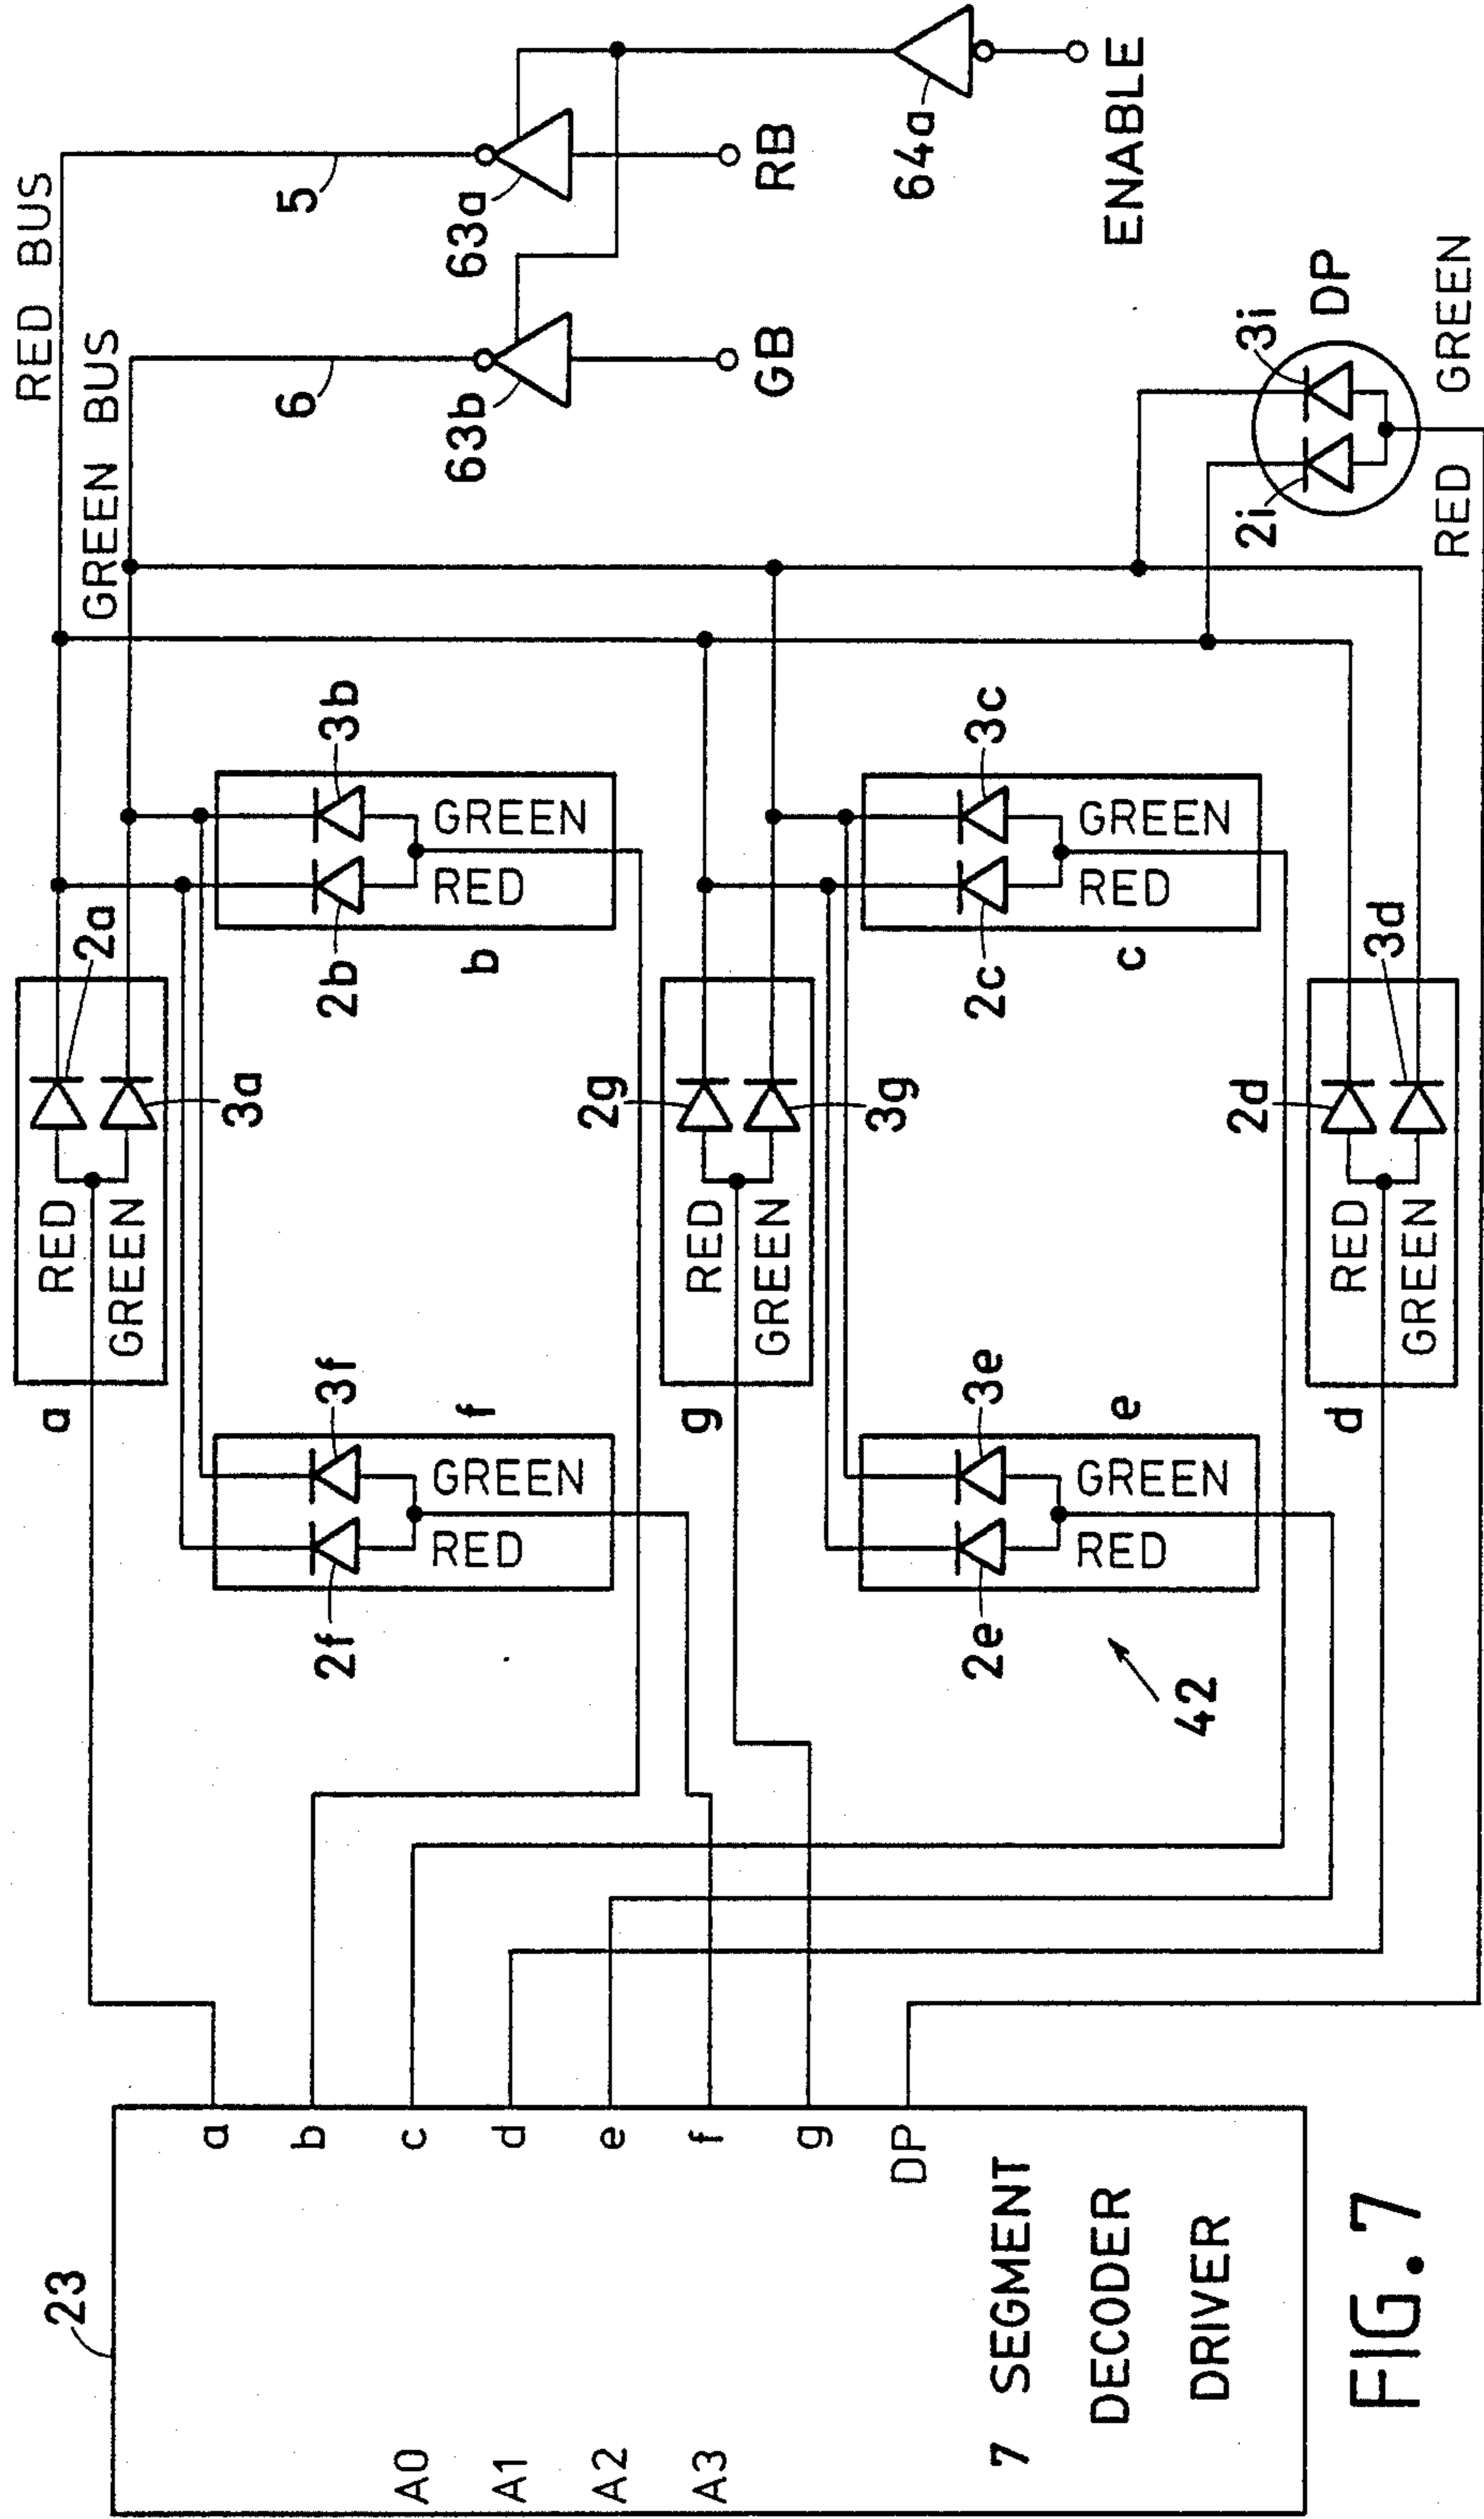 RED BUS
GREEN BUS
5
6
63a
63b
RB
GB
64a
ENABLE
a
RED
GREEN
2a
3a
f
2f
3f
RED
GREEN
b
2b
3b
RED
GREEN
g
RED
GREEN
2g
3g
e
2e
3e
RED
GREEN
c
2c
3c
RED
GREEN
d
RED
GREEN
2d
3d
DP
2i
3i
RED
GREEN
42
23
a
b
c
d
e
f
g
DP
A0
A1
A2
A3
7 SEGMENT
DECODER
DRIVER
FIG. 7